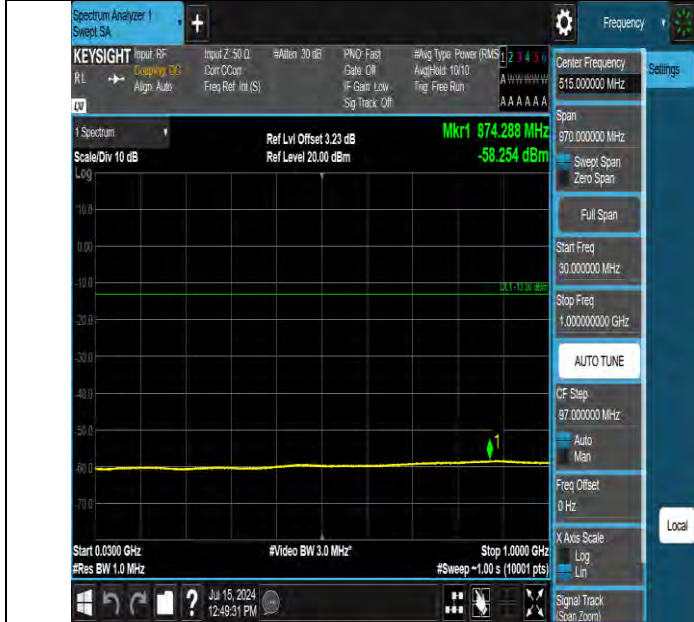 Spectrum Analyzer 1
Swept SA
Frequency
KEYSIGHT
RL
Input: RF
Coupling: DC
Align: Auto
Input Z: 50 Ω
Corr CCorr
Freq Ref: Int (S)
#Atten: 30 dB
PNO: Fast
Gate: Off
IF Gain: Low
Sig Track: Off
#Avg Type: Power (RMS
Avg|Hold: 10/10
Trig: Free Run
1 2 3 4 5 6
A W W W W W
A A A A A A
LXI
1 Spectrum
Scale/Div 10 dB
Log
Ref Lvl Offset 3.23 dB
Ref Level 20.00 dBm
Mkr1 874.288 MHz
-58.254 dBm
10.0
0.00
-10.0
DL1 -13.00 dBm
-20.0
-30.0
-40.0
-50.0
1
-60.0
-70.0
Start 0.0300 GHz
#Res BW 1.0 MHz
#Video BW 3.0 MHz*
Stop 1.0000 GHz
#Sweep ~1.00 s (10001 pts)
Jul 15, 2024
12:49:31 PM
Center Frequency
515.000000 MHz
Settings
Span
970.000000 MHz
Swept Span
Zero Span
Full Span
Start Freq
30.000000 MHz
Stop Freq
1.000000000 GHz
AUTO TUNE
CF Step
97.000000 MHz
Auto
Man
Freq Offset
0 Hz
Local
X Axis Scale
Log
Lin
Signal Track
(Span Zoom)